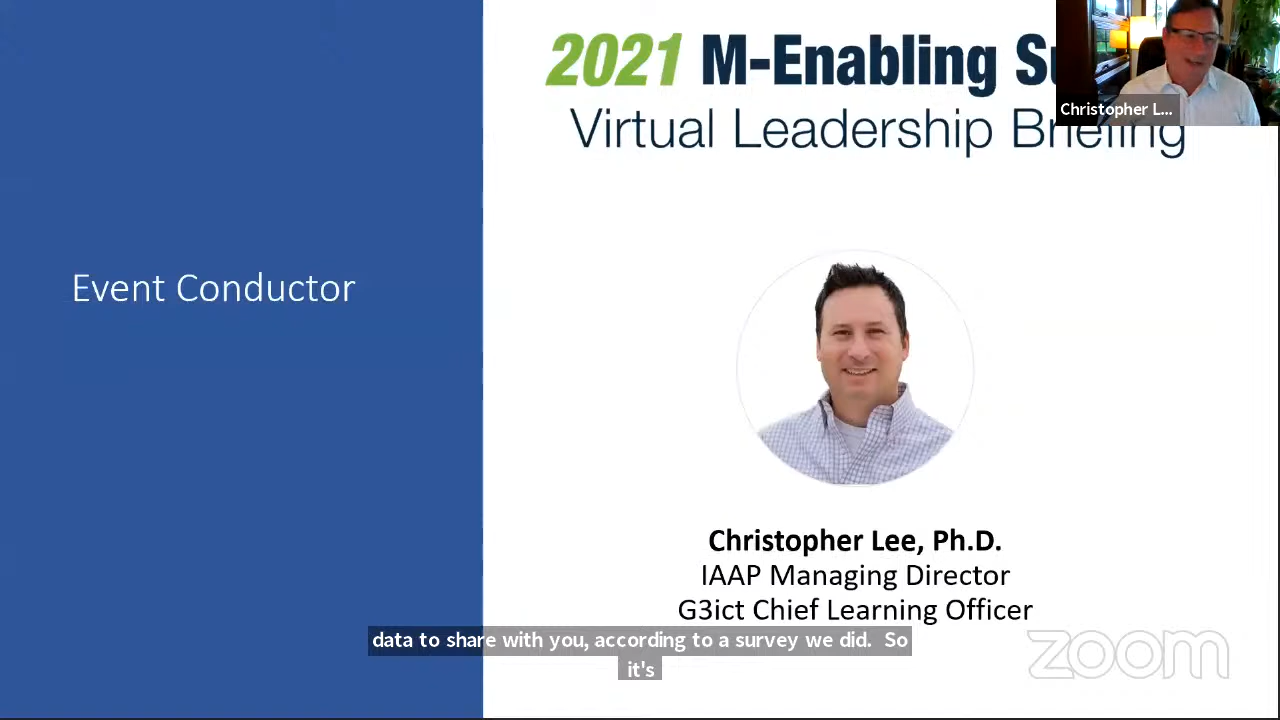 2021 M-Enabling Su
Virtual Leadership Briefing
Christopher L...
Event Conductor
Christopher Lee, Ph.D.
IAAP Managing Director
G3ict Chief Learning Officer
data to share with you, according to a survey we did.  So
it's
zoom